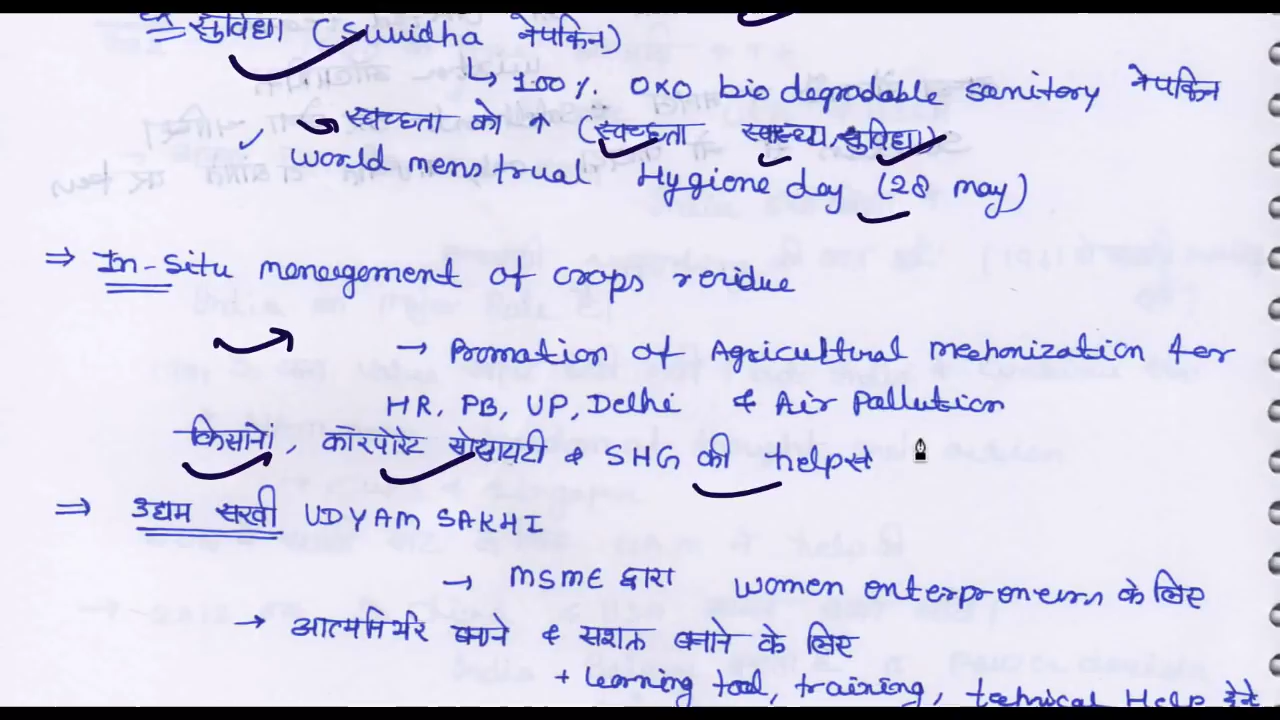 सुविधा (Suvidha नेपकिन)
↳ 100%. OXO bio degradable sanitory नेपकिन
स्वच्छता को ↑ (स्वच्छता स्वास्थ्य, सुविधा)
World menstrual Hygiene day (28 may)
⇒ In-situ management of crops residue
→ Promotion of Agricultural mechanization for
HR, PB, UP, Delhi & Air Pollution
किसानो, कॉरपोरेट सोसायटी & SHG की helpसे
⇒ उद्यम सखी UDYAM SAKHI
→ MSME द्वारा women enterpreneurs के लिए
→ आत्मनिर्भर बनाने & सशक्त बनाने के लिए
+ learning tool, training, technical Help देने